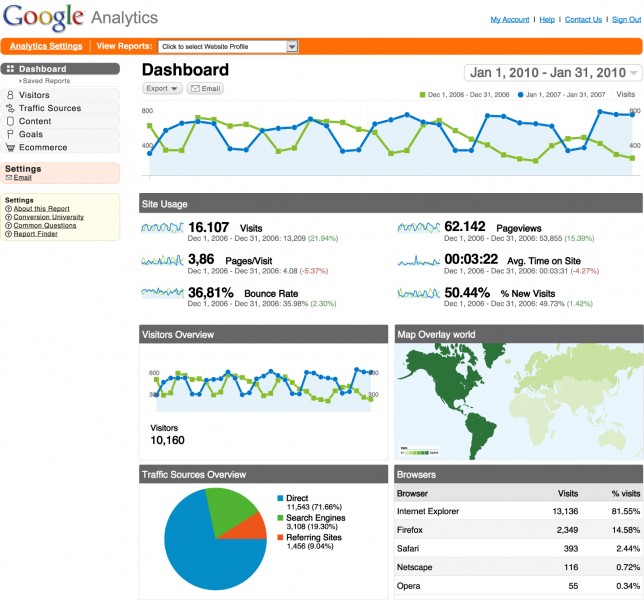 Google Analytics
My Account | Help | Contact Us | Sign Out
Analytics Settings | View Reports: Click to select Website Profile
Dashboard
Saved Reports
Visitors
Traffic Sources
Content
Goals
Ecommerce
Settings
Email
Settings
About this Report
Conversion University
Common Questions
Report Finder
Dashboard
Jan 1, 2010 - Jan 31, 2010
Export
Email
Dec 1, 2006 - Dec 31, 2006 Jan 1, 2007 - Jan 31, 2007 Visits
800 800
400 400
Site Usage
16.107 Visits
Dec 1, 2006 - Dec 31, 2006: 13,209 (21.94%)
62.142 Pageviews
Dec 1, 2006 - Dec 31, 2006: 53,855 (15.39%)
3,86 Pages/Visit
Dec 1, 2006 - Dec 31, 2006: 4.08 (-5.37%)
00:03:22 Avg. Time on Site
Dec 1, 2006 - Dec 31, 2006: 00:03:31 (-4.27%)
36,81% Bounce Rate
Dec 1, 2006 - Dec 31, 2006: 35.98% (2.30%)
50.44% % New Visits
Dec 1, 2006 - Dec 31, 2006: 49.73% (1.42%)
Visitors Overview
600 600
300 300
Visitors
10,160
Map Overlay world
Traffic Sources Overview
Direct
11,543 (71.66%)
Search Engines
3,108 (19.30%)
Referring Sites
1,456 (9.04%)
Browsers
Browser Visits % visits
Internet Explorer 13,136 81.55%
Firefox 2,349 14.58%
Safari 393 2.44%
Netscape 116 0.72%
Opera 55 0.34%